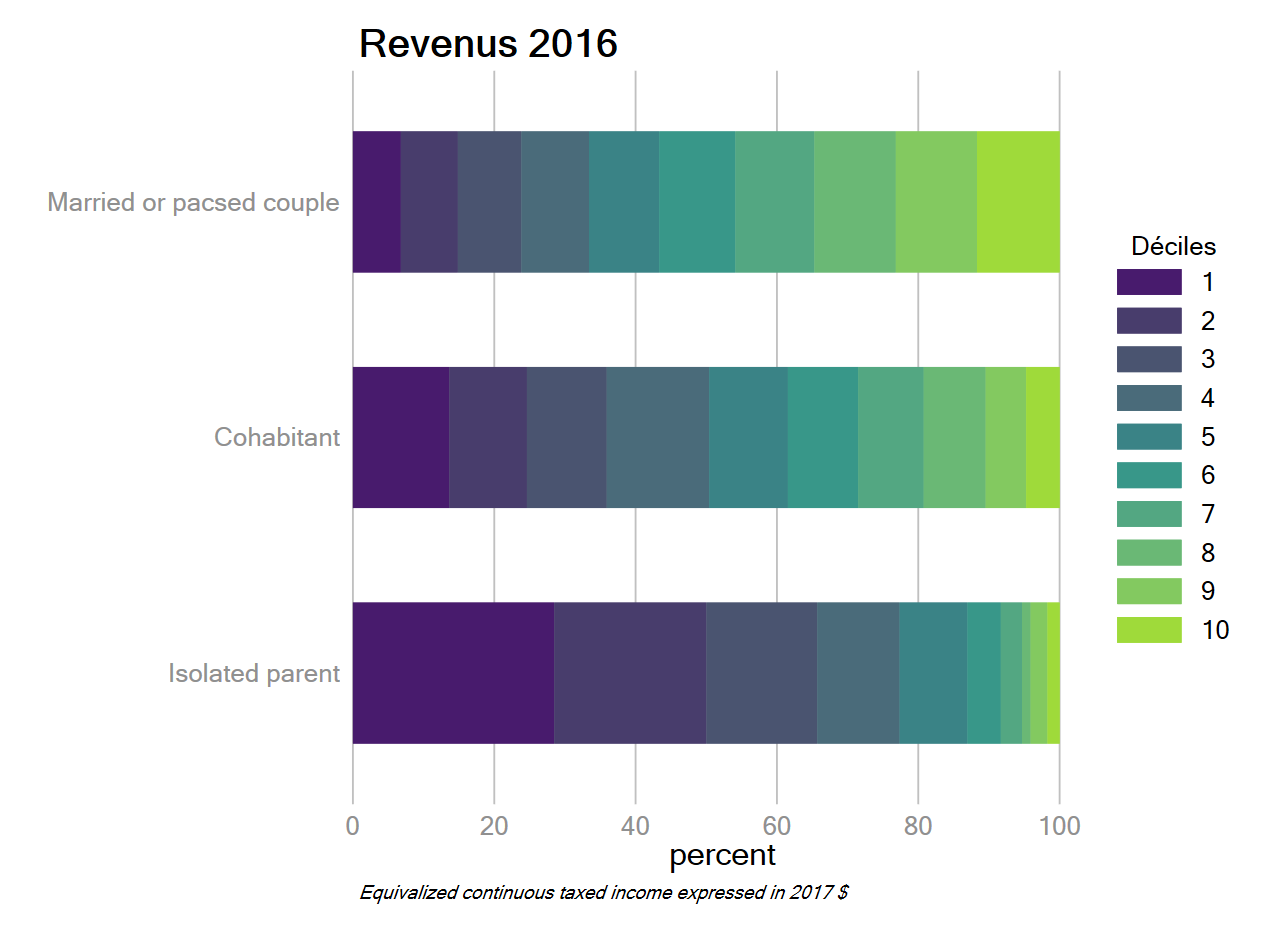 Revenus 2016
Married or pacsed couple
Cohabitant
Isolated parent
0 20 40 60 80 100
percent
Equivalized continuous taxed income expressed in 2017 $
Déciles
1
2
3
4
5
6
7
8
9
10